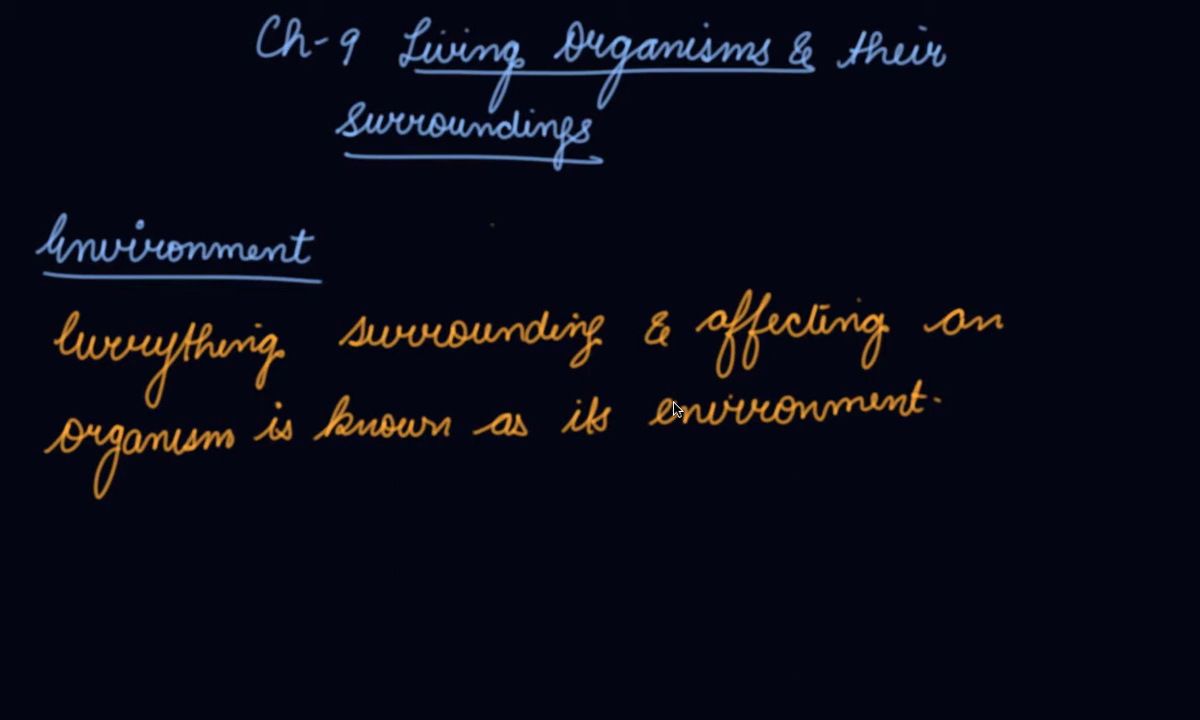 Ch-9 Living Organisms & their
surroundings
Environment
Everything surrounding & affecting an
organism is known as its environment.